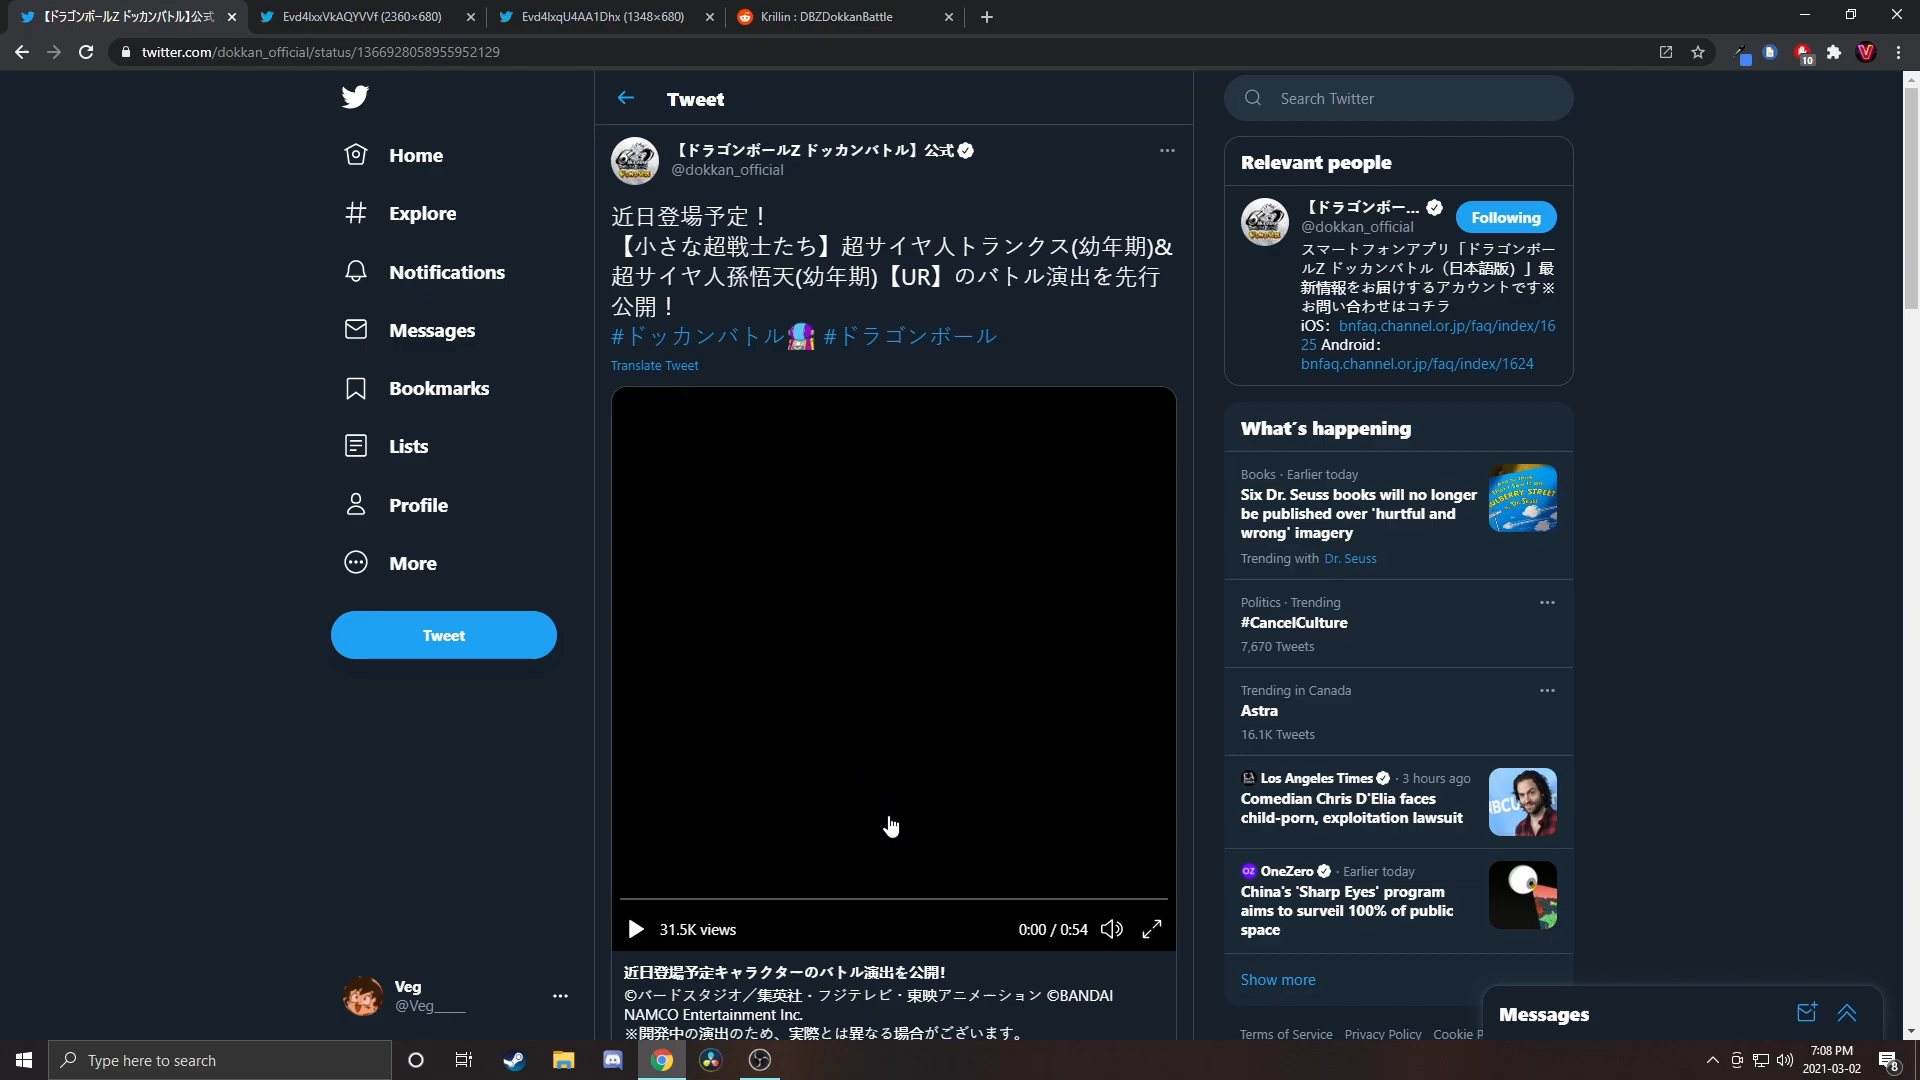 【ドラゴンボールZ ドッカンバトル】公式
Evd4IxxVkAQYVVf (2360×680)
Evd4IxqU4AA1Dhx (1348×680)
Krillin : DBZDokkanBattle
twitter.com/dokkan_official/status/1366928058955952129
10
V
Home
Explore
Notifications
Messages
Bookmarks
Lists
Profile
More
Tweet
Veg
@Veg_____
Tweet
【ドラゴンボールZ ドッカンバトル】公式
@dokkan_official
近日登場予定！
【小さな超戦士たち】超サイヤ人トランクス(幼年期)&
超サイヤ人孫悟天(幼年期)【UR】のバトル演出を先行
公開！
#ドッカンバトル #ドラゴンボール
Translate Tweet
31.5K views
0:00 / 0:54
近日登場予定キャラクターのバトル演出を公開!
©バードスタジオ／集英社・フジテレビ・東映アニメーション ©BANDAI
NAMCO Entertainment Inc.
※開発中の演出のため、実際とは異なる場合がございます。
Search Twitter
Relevant people
【ドラゴンボー...
@dokkan_official
Following
スマートフォンアプリ「ドラゴンボー
ルZ ドッカンバトル（日本語版）」最
新情報をお届けするアカウントです※
お問い合わせはコチラ
iOS： bnfaq.channel.or.jp/faq/index/16
25 Android：
bnfaq.channel.or.jp/faq/index/1624
What's happening
Books · Earlier today
Six Dr. Seuss books will no longer
be published over 'hurtful and
wrong' imagery
Trending with Dr. Seuss
Politics · Trending
#CancelCulture
7,670 Tweets
Trending in Canada
Astra
16.1K Tweets
Los Angeles Times · 3 hours ago
Comedian Chris D'Elia faces
child-porn, exploitation lawsuit
OZ OneZero · Earlier today
China's 'Sharp Eyes' program
aims to surveil 100% of public
space
Show more
Terms of Service Privacy Policy Cookie P
Messages
Type here to search
7:08 PM
2021-03-02
8